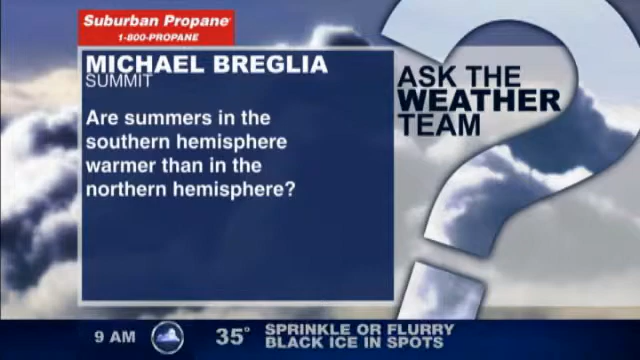 Suburban Propane
1-800-PROPANE
MICHAEL BREGLIA
SUMMIT
Are summers in the
southern hemisphere
warmer than in the
northern hemisphere?
ASK THE
WEATHER
TEAM
?
9 AM
35°
SPRINKLE OR FLURRY
BLACK ICE IN SPOTS